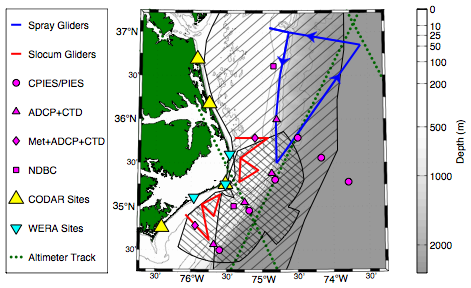 Spray Gliders
Slocum Gliders
CPIES/PIES
ADCP+CTD
Met+ADCP+CTD
NDBC
CODAR Sites
WERA Sites
Altimeter Track
37°N
30'
36°N
30'
35°N
30'
76°W
30'
75°W
30'
74°W
30'
0
10
25
50
100
200
500
1000
2000
Depth (m)